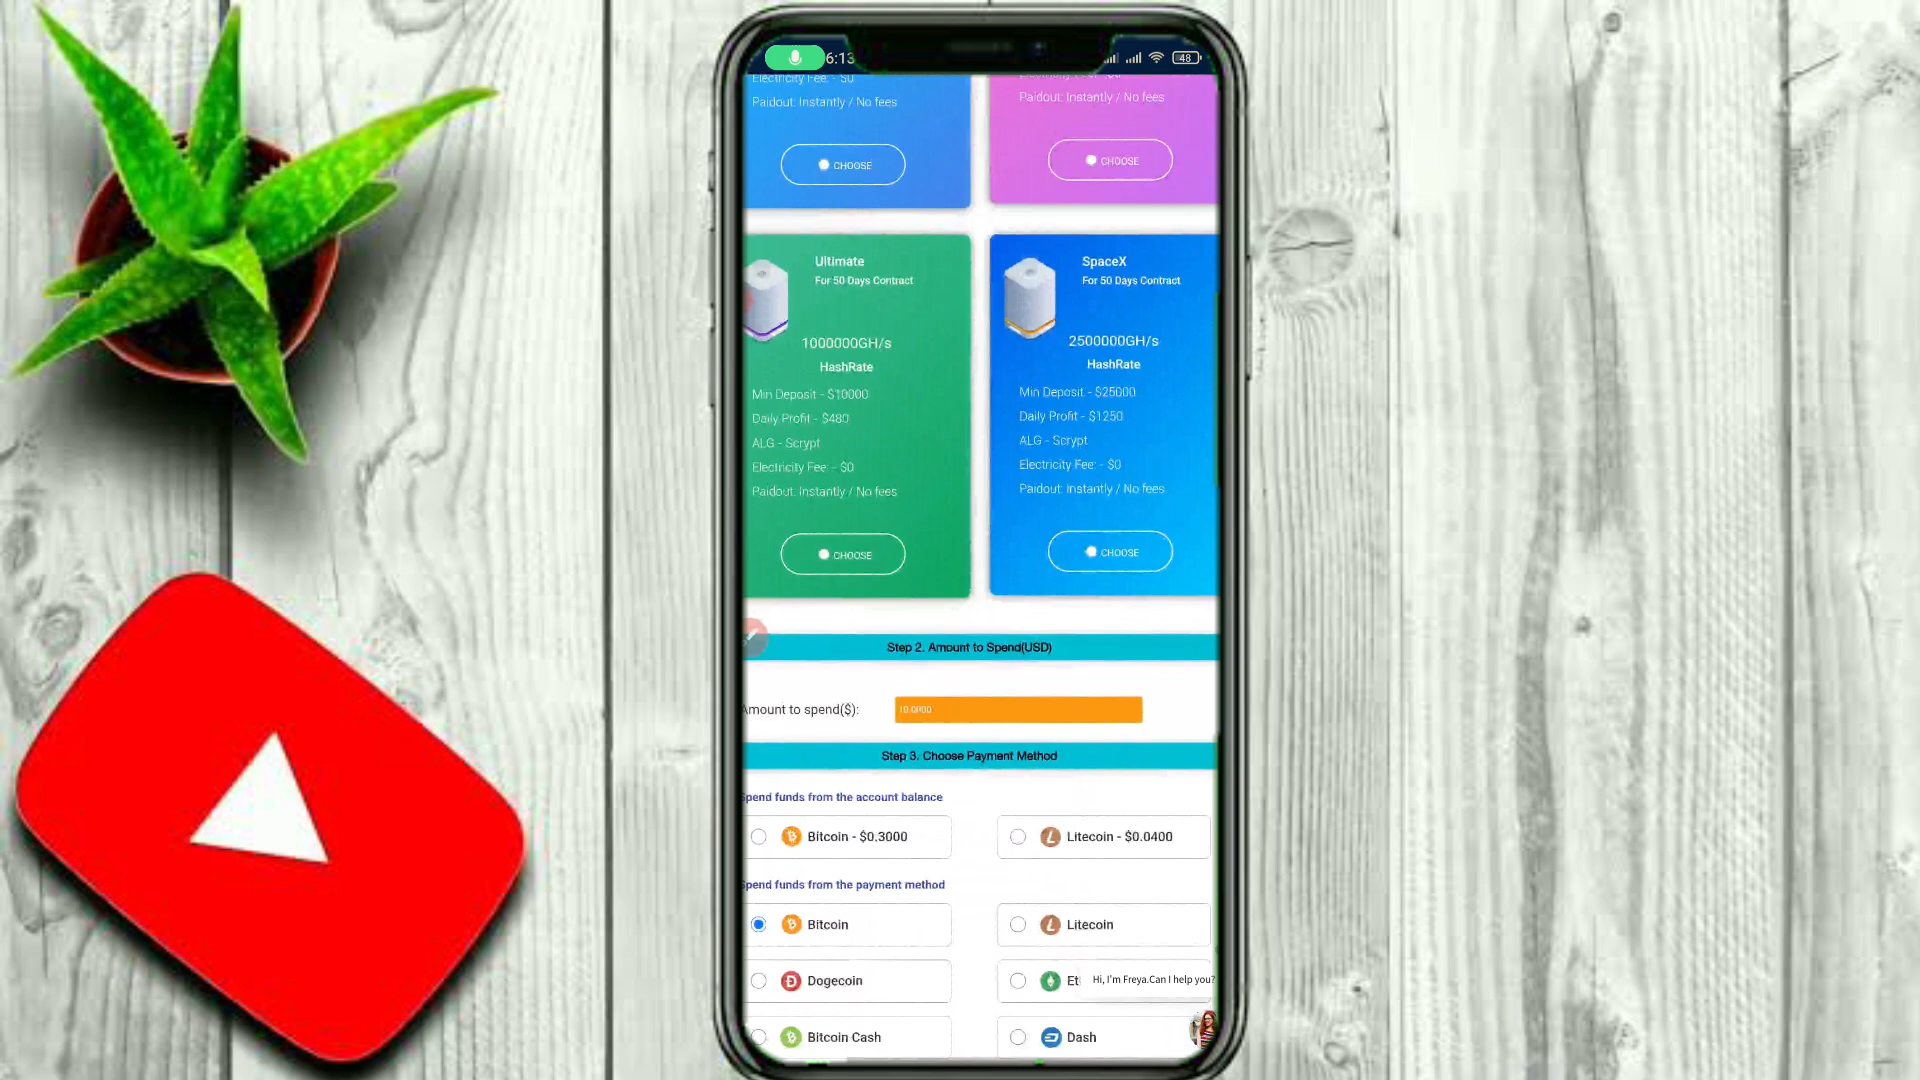 6:13
48
Electricity Fee: - $0
Paidout: Instantly / No fees
CHOOSE
Paidout: Instantly / No fees
CHOOSE
Ultimate
For 50 Days Contract
1000000GH/s
HashRate
Min Deposit - $10000
Daily Profit - $480
ALG - Scrypt
Electricity Fee: - $0
Paidout: Instantly / No fees
CHOOSE
SpaceX
For 50 Days Contract
2500000GH/s
HashRate
Min Deposit - $25000
Daily Profit - $1250
ALG - Scrypt
Electricity Fee: - $0
Paidout: Instantly / No fees
CHOOSE
Step 2. Amount to Spend(USD)
Amount to spend($):
10.0000
Step 3. Choose Payment Method
Spend funds from the account balance
Bitcoin - $0.3000
Litecoin - $0.0400
Spend funds from the payment method
Bitcoin
Litecoin
Dogecoin
Et
Hi, I'm Freya.Can I help you?
Bitcoin Cash
Dash